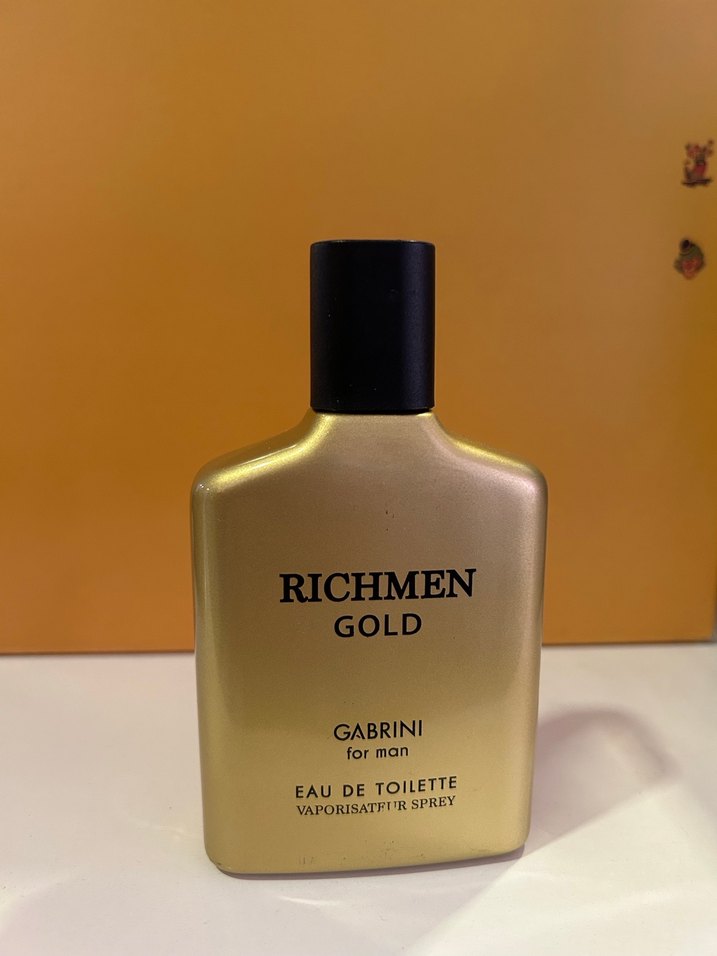 RICHMEN
GOLD
GABRINI
for man
EAU DE TOILETTE
VAPORISATEUR SPREY